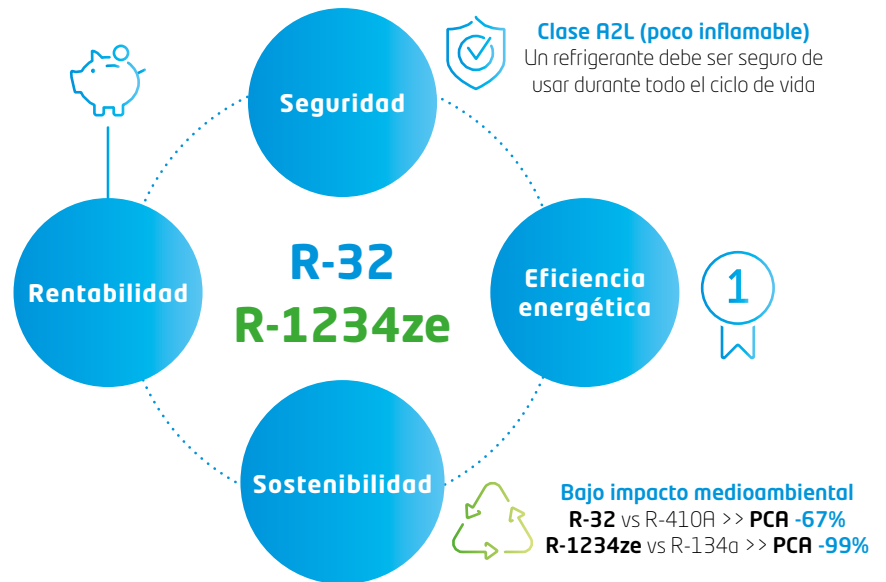 Clase A2L (poco inflamable)
Un refrigerante debe ser seguro de
usar durante todo el ciclo de vida
Seguridad
R-32
R-1234ze
Rentabilidad
Eficiencia
energética
1
Sostenibilidad
Bajo impacto medioambiental
R-32 vs R-410A >> PCA -67%
R-1234ze vs R-134a >> PCA -99%